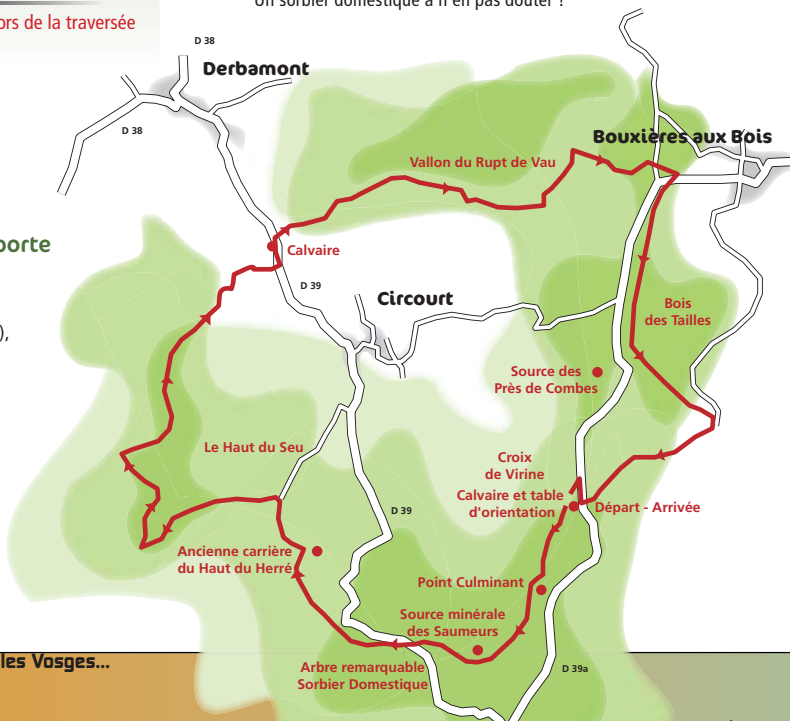 ors de la traversée
Un sorbier domestique à n'en pas douter !
D 38
Derbamont
D 38
Bouxières aux Bois
Vallon du Rupt de Vau
porte
Calvaire
D 39
Circourt
Bois
des Tailles
),
Source des
Près de Combes
Le Haut du Seu
Croix
de Virine
Calvaire et table
d'orientation
Départ - Arrivée
D 39
Ancienne carrière
du Haut du Herré
Point Culminant
Source minérale
des Saumeurs
les Vosges...
Arbre remarquable
Sorbier Domestique
D 39a